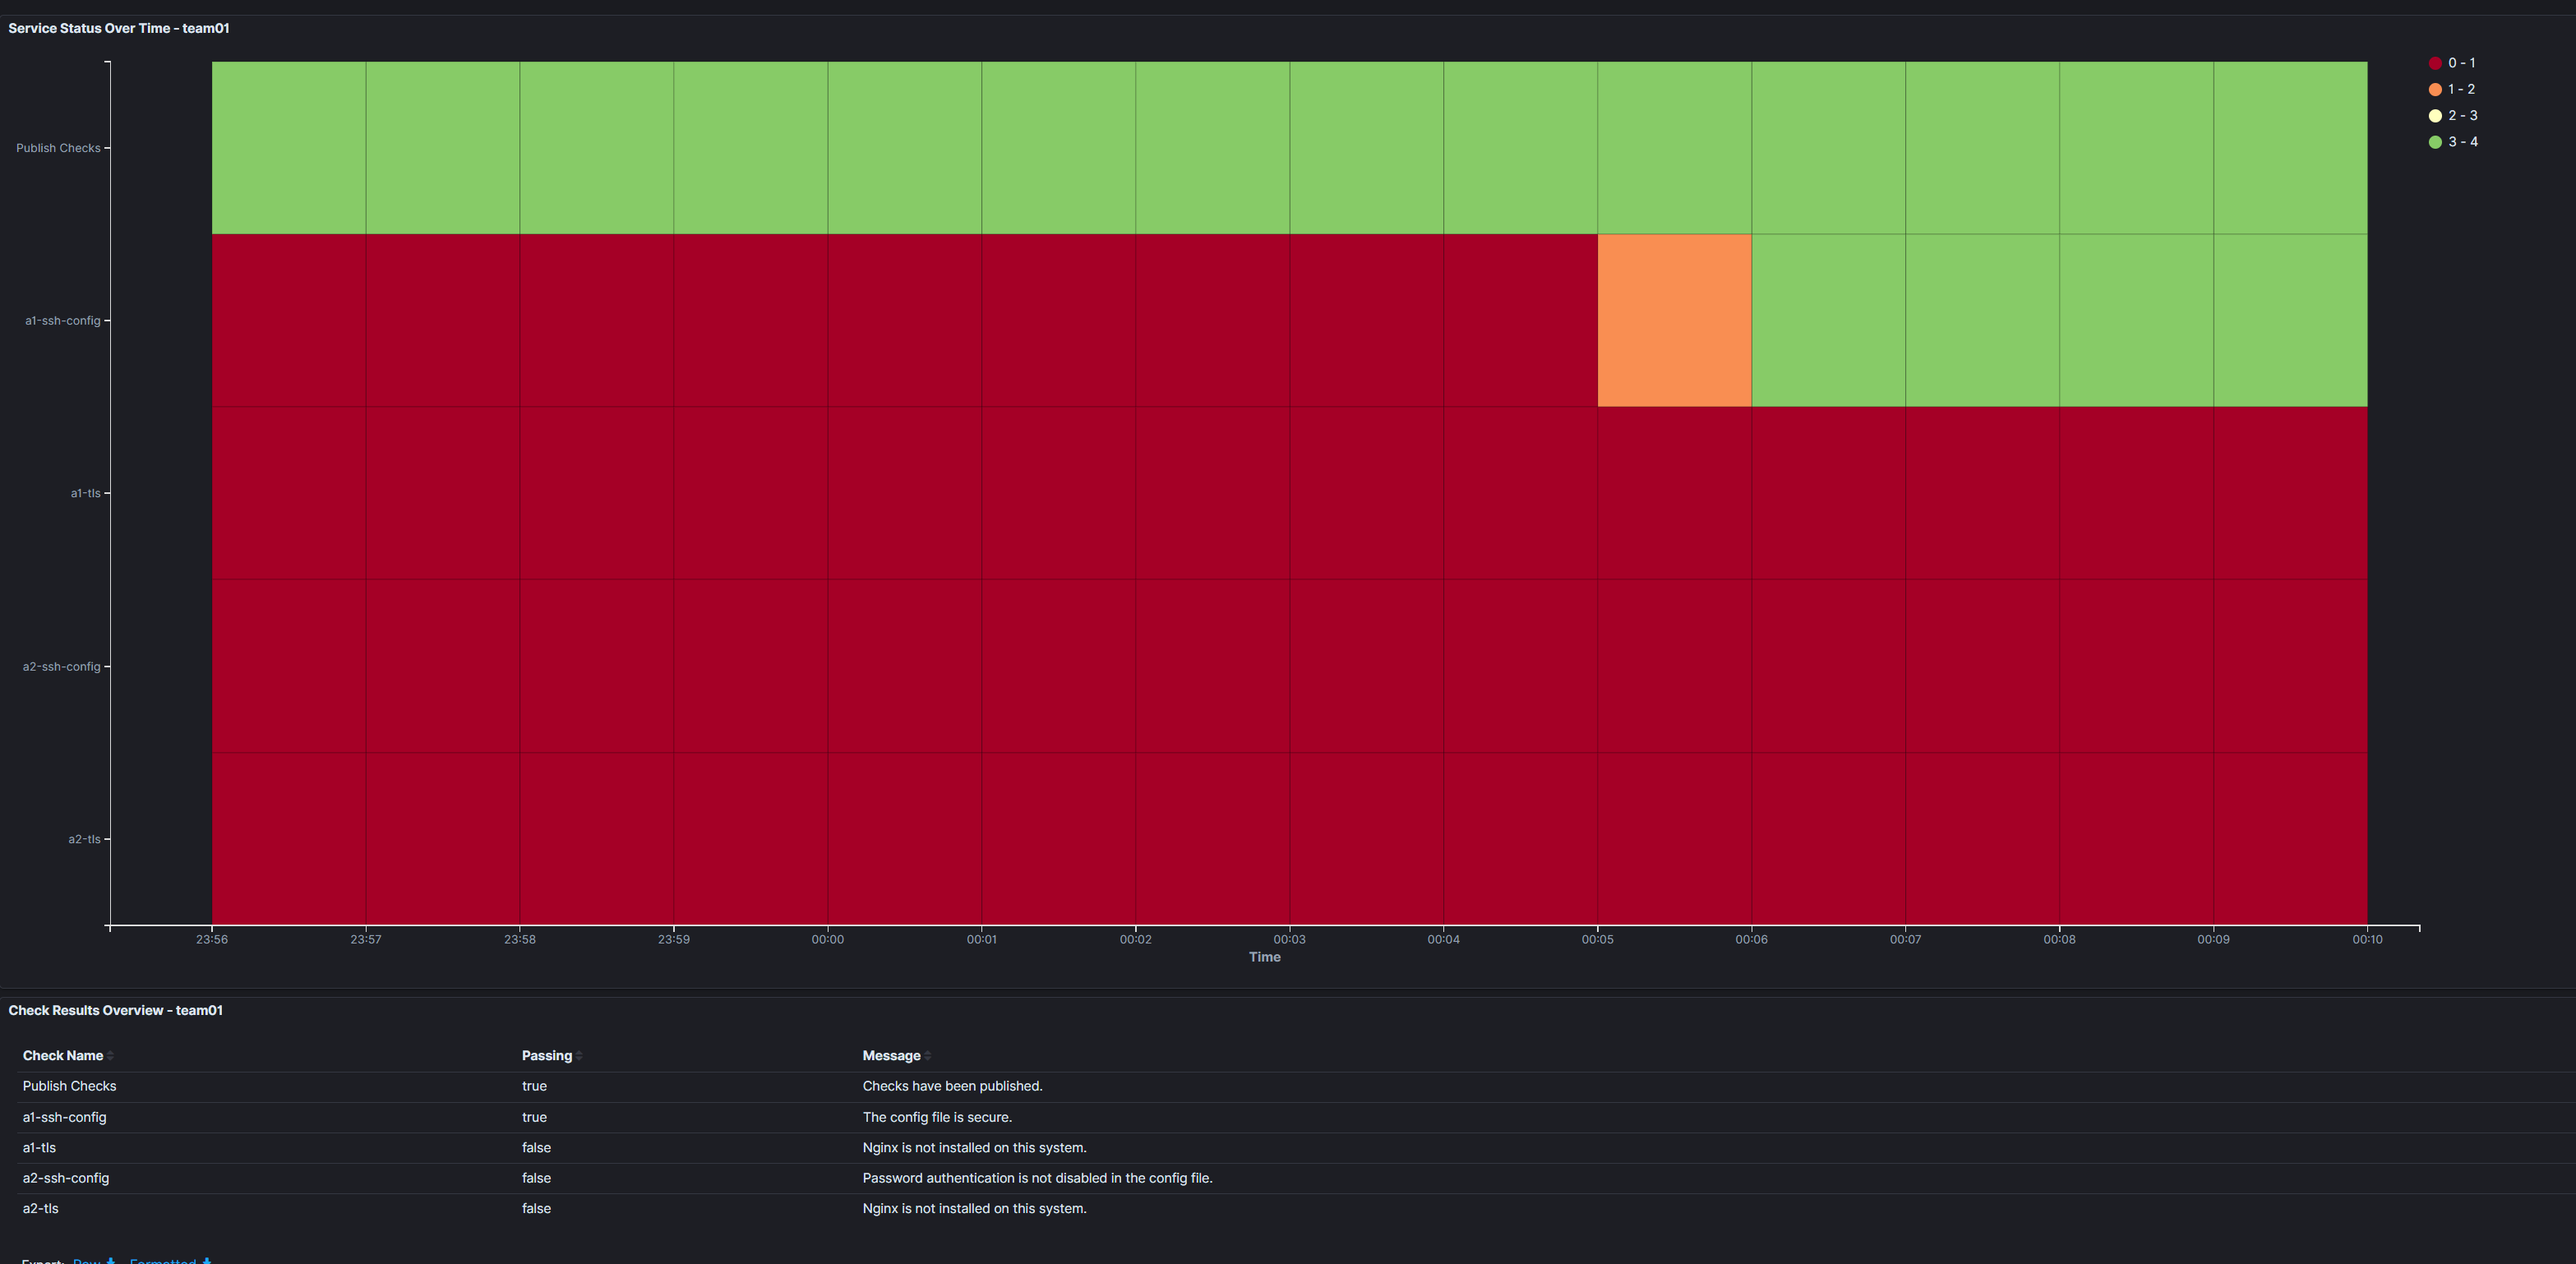 Service Status Over Time - team01
0 - 1
1 - 2
2 - 3
3 - 4
Publish Checks
a1-ssh-config
a1-tls
a2-ssh-config
a2-tls
23:56 23:57 23:58 23:59 00:00 00:01 00:02 00:03 00:04 00:05 00:06 00:07 00:08 00:09 00:10
Time
Check Results Overview - team01
Check Name Passing Message
Publish Checks true Checks have been published.
a1-ssh-config true The config file is secure.
a1-tls false Nginx is not installed on this system.
a2-ssh-config false Password authentication is not disabled in the config file.
a2-tls false Nginx is not installed on this system.
Export: Raw Formatted